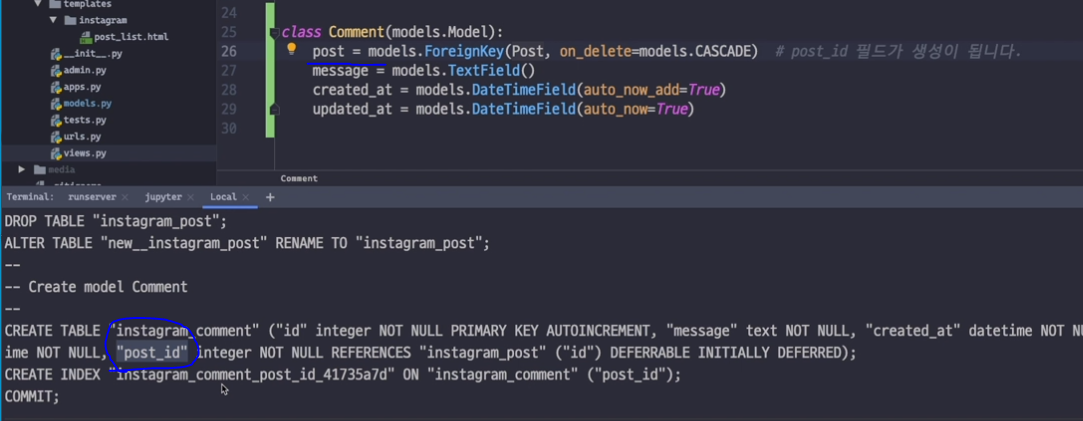 templates
instagram
post_list.html
__init__.py
admin.py
apps.py
models.py
tests.py
urls.py
views.py
media
24
25 class Comment(models.Model):
26 post = models.ForeignKey(Post, on_delete=models.CASCADE) # post_id 필드가 생성이 됩니다.
27 message = models.TextField()
28 created_at = models.DateTimeField(auto_now_add=True)
29 updated_at = models.DateTimeField(auto_now=True)
30
Comment
Terminal: runserver × jupyter × Local × +
DROP TABLE "instagram_post";
ALTER TABLE "new__instagram_post" RENAME TO "instagram_post";
--
-- Create model Comment
--
CREATE TABLE "instagram_comment" ("id" integer NOT NULL PRIMARY KEY AUTOINCREMENT, "message" text NOT NULL, "created_at" datetime NOT NU
ime NOT NULL, "post_id" integer NOT NULL REFERENCES "instagram_post" ("id") DEFERRABLE INITIALLY DEFERRED);
CREATE INDEX "instagram_comment_post_id_41735a7d" ON "instagram_comment" ("post_id");
COMMIT;